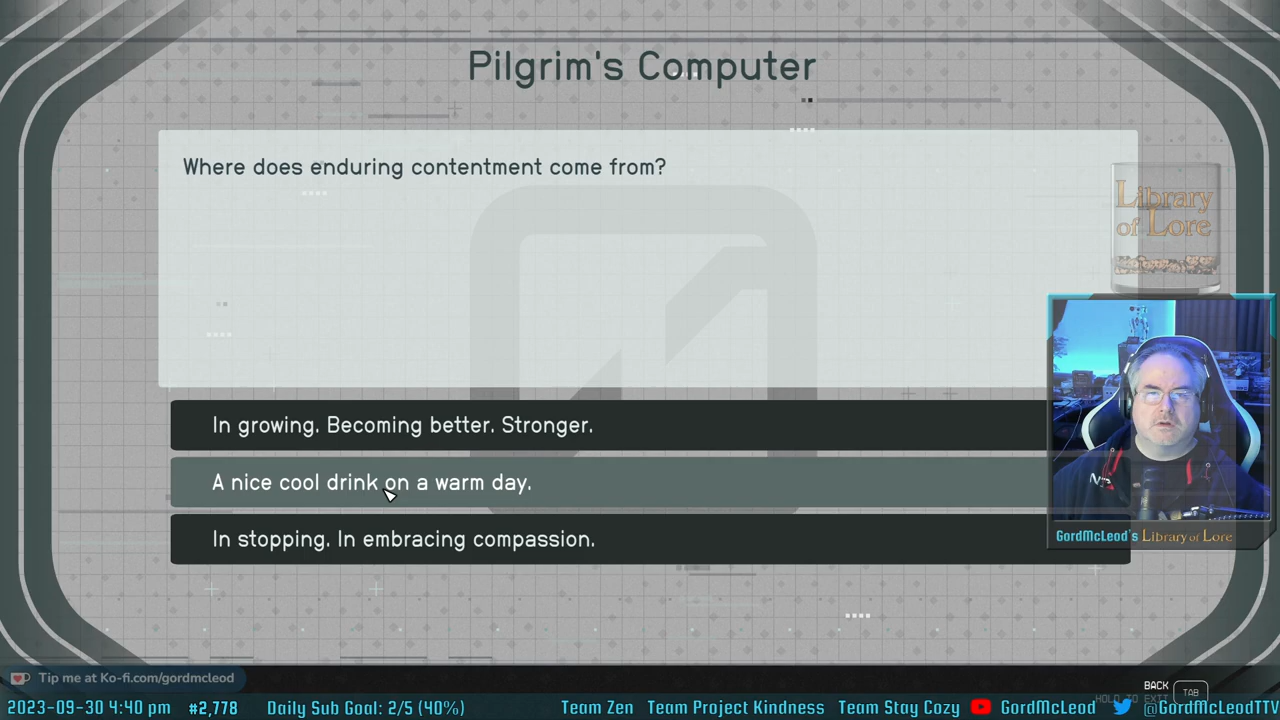 Pilgrim's Computer
Where does enduring contentment come from?
Library
of Lore
In growing. Becoming better. Stronger.
A nice cool drink on a warm day.
In stopping. In embracing compassion.
GordMcLeod's Library of Lore
Tip me at Ko-fi.com/gordmcleod
BACK
HOLD TO EXIT
TAB
2023-09-30 4:40 pm #2,778 Daily Sub Goal: 2/5 (40%) Team Zen Team Project Kindness Team Stay Cozy GordMcLeod @GordMcLeodTTV